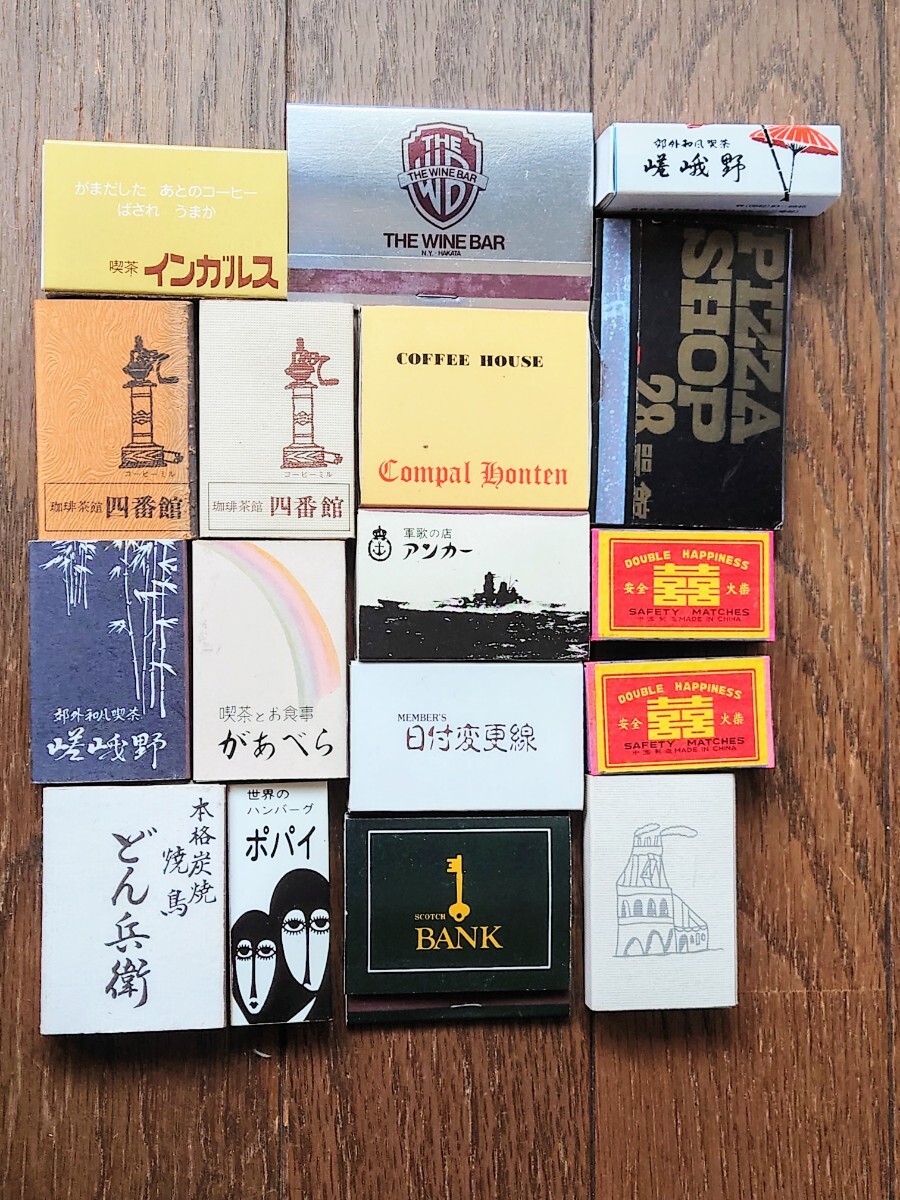 がまだした あとのコーヒー
ばされ うまか
喫茶 インガルス
THE
THE WINE BAR
THE WINE BAR
N.Y. · HAKATA
郊外和風喫茶
嵯峨野
PIZZA
SHOP
28
コーヒーミル
珈琲茶館 四番館
コーヒーミル
珈琲茶館 四番館
COFFEE HOUSE
Compal Honten
軍歌の店
アンカー
DOUBLE HAPPINESS
安全 囍 火柴
SAFETY MATCHES
中国制造 MADE IN CHINA
郊外和風喫茶
嵯峨野
喫茶とお食事
があべら
MEMBER'S
日付変更線
DOUBLE HAPPINESS
安全 囍 火柴
SAFETY MATCHES
中国制造 MADE IN CHINA
本格炭焼
焼鳥
どん兵衛
世界の
ハンバーグ
ポパイ
SCOTCH
BANK